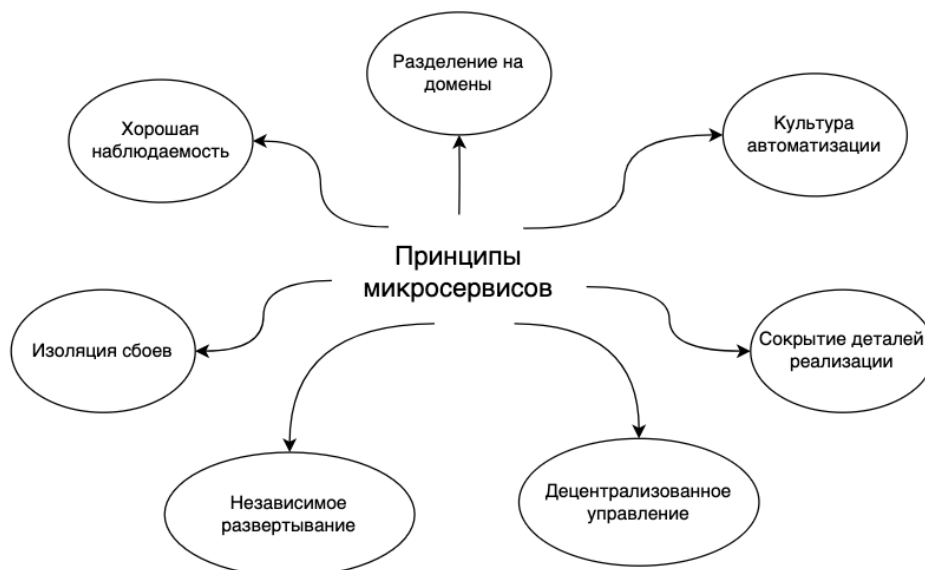 Разделение на
домены
Хорошая
наблюдаемость
Культура
автоматизации
Принципы
микросервисов
Изоляция сбоев
Сокрытие деталей
реализации
Независимое
развертывание
Децентрализованное
управление